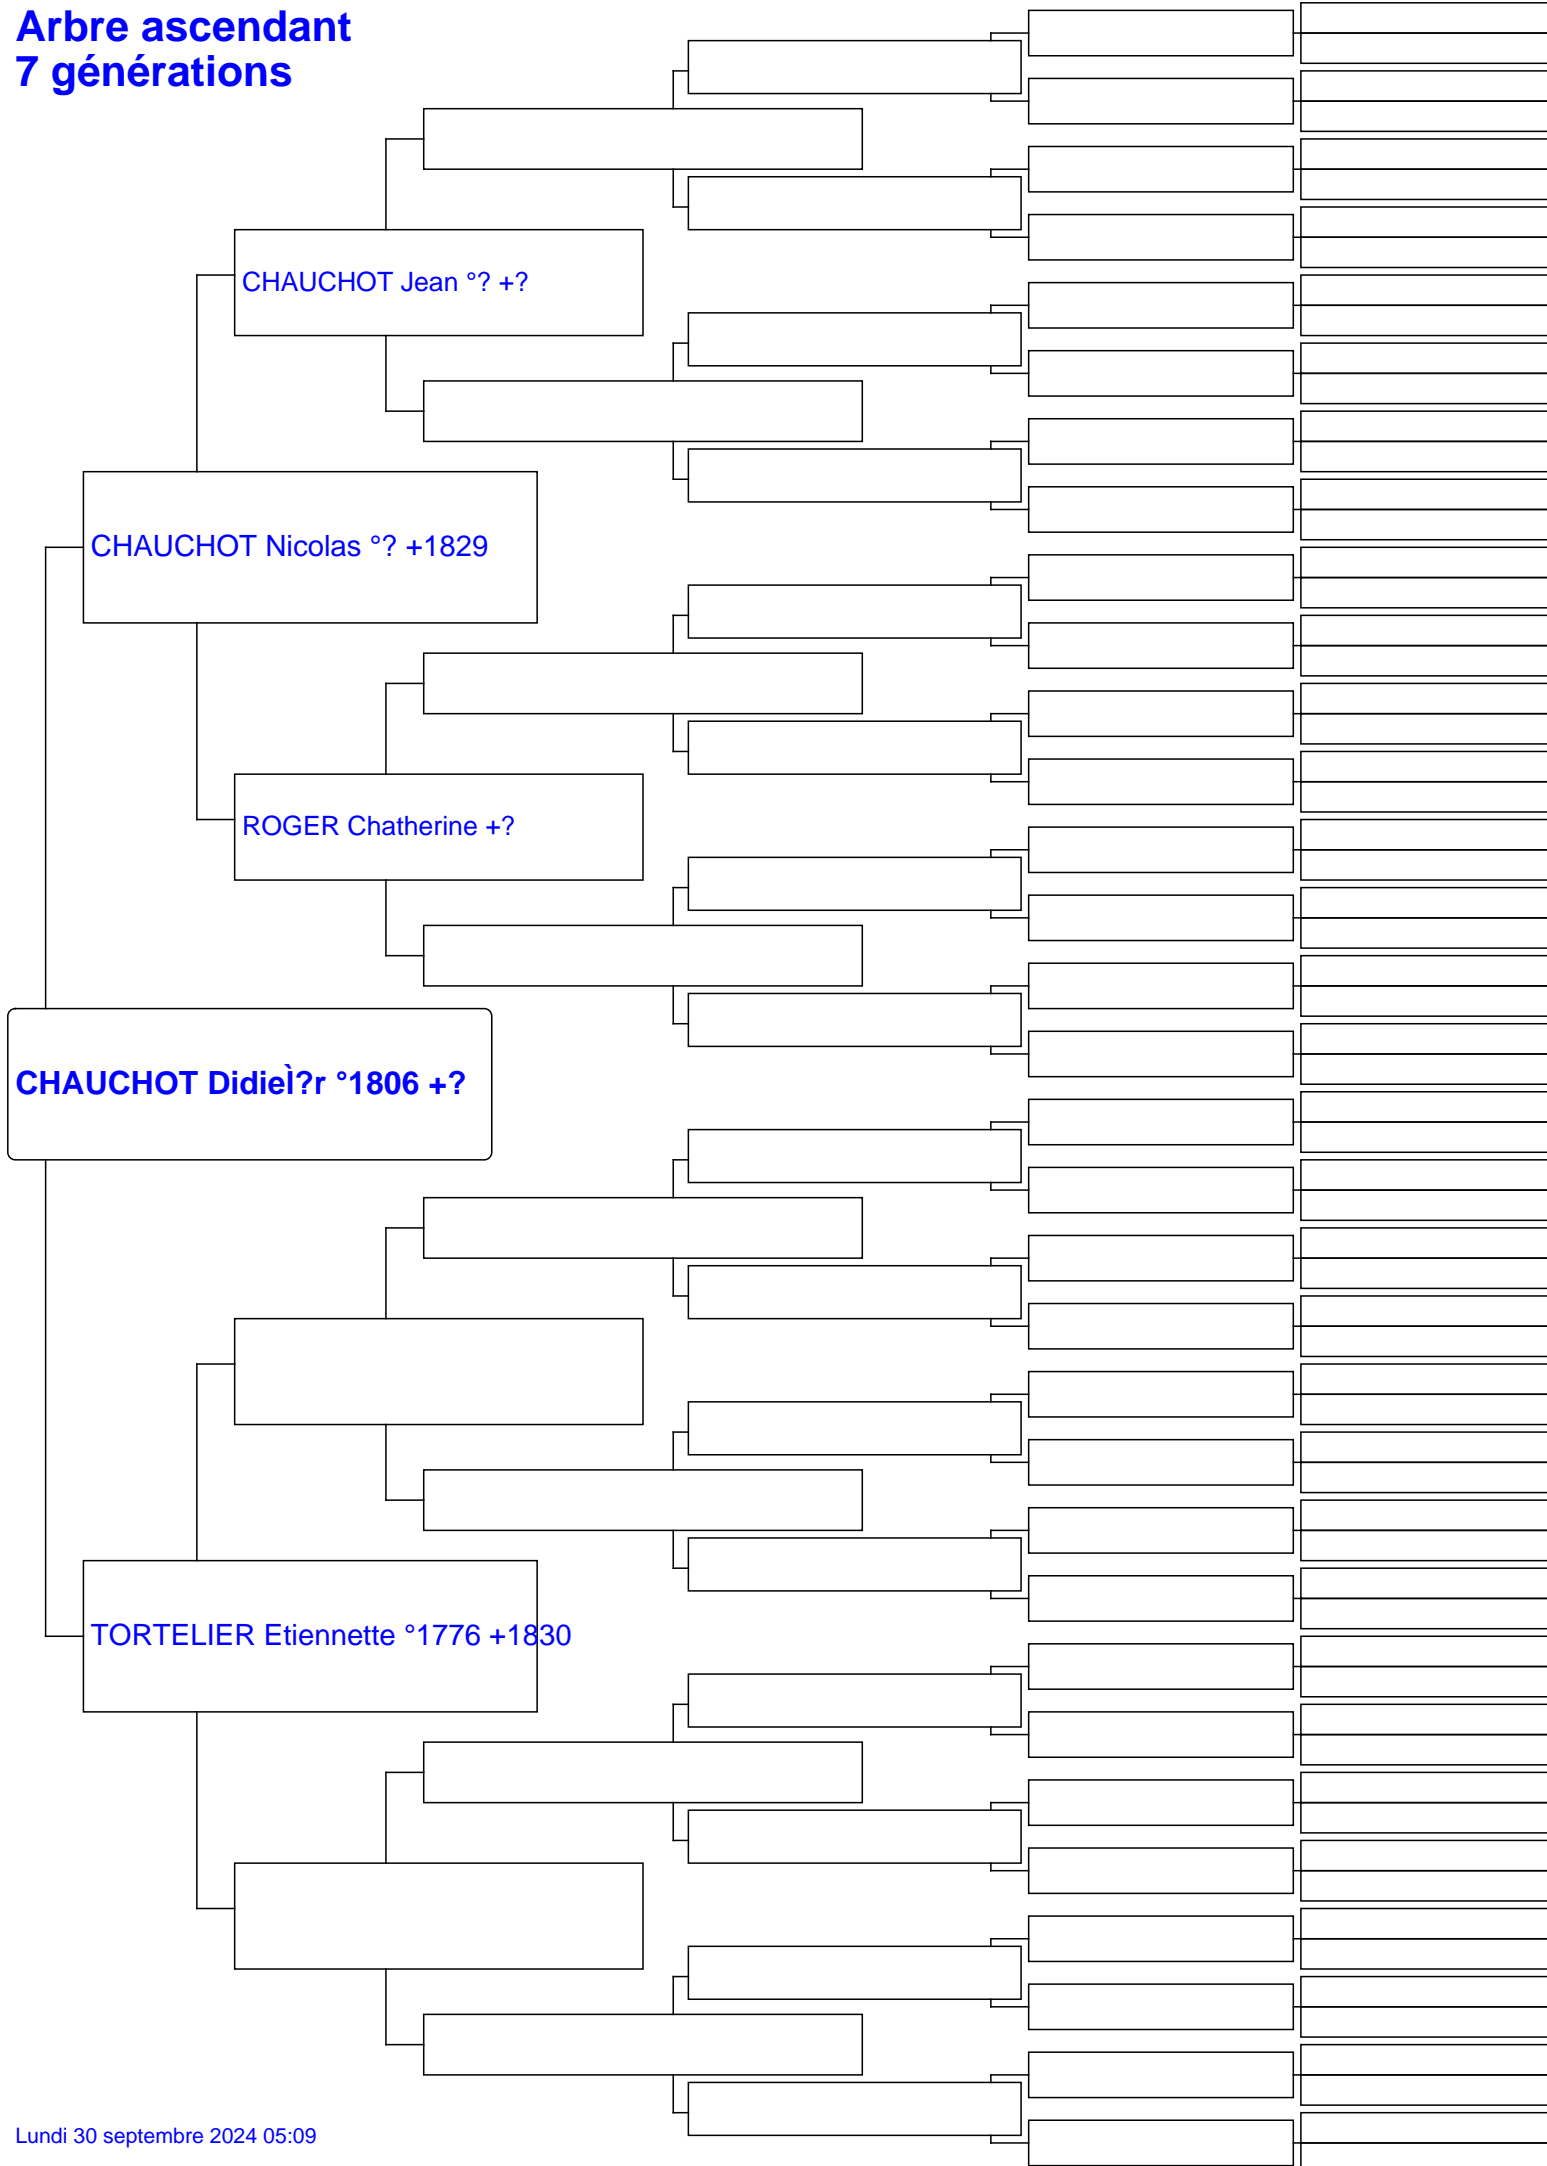 Arbre ascendant
7 générations
CHAUCHOT Jean °? +?
CHAUCHOT Nicolas °? +1829
ROGER Chatherine +?
CHAUCHOT DidieÌ?r °1806 +?
TORTELIER Etiennette °1776 +1830
Lundi 30 septembre 2024 05:09